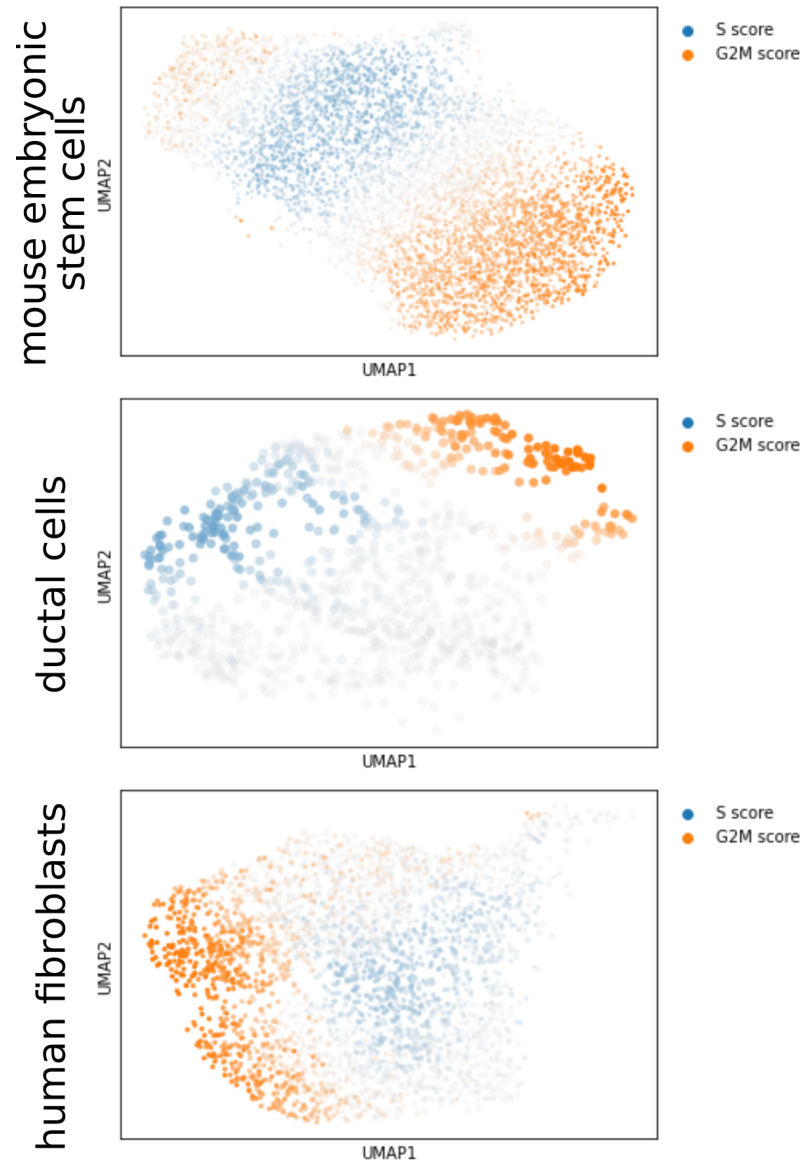 mouse embryonic
stem cells
UMAP2
UMAP1
S score
G2M score
ductal cells
UMAP2
UMAP1
S score
G2M score
human fibroblasts
UMAP2
UMAP1
S score
G2M score